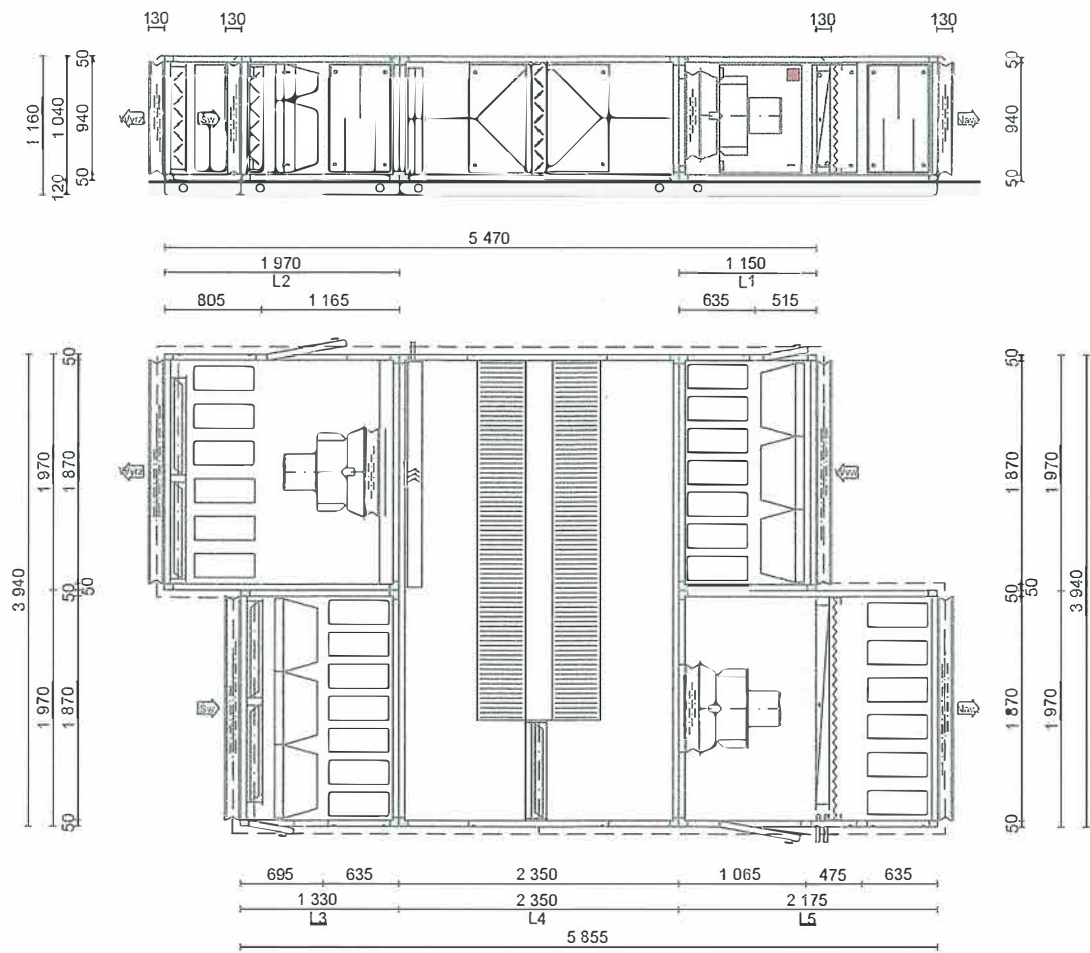 130 130 130 130
50 50
1 160 1 040 940 940
Wyrz Sw Naw
120 50 50
5 470
1 970 1 150
L2 L1
805 1 165 635 515
50 50
1 970 1 870 1 870 1 970
Wyrz
3 940 3 940
50 50 50 50
1 970 1 870 1 870 1 970
Sw Naw
50 50
695 635 2 350 1 065 475 635
1 330 2 350 2 175
L3 L4 L5
5 855